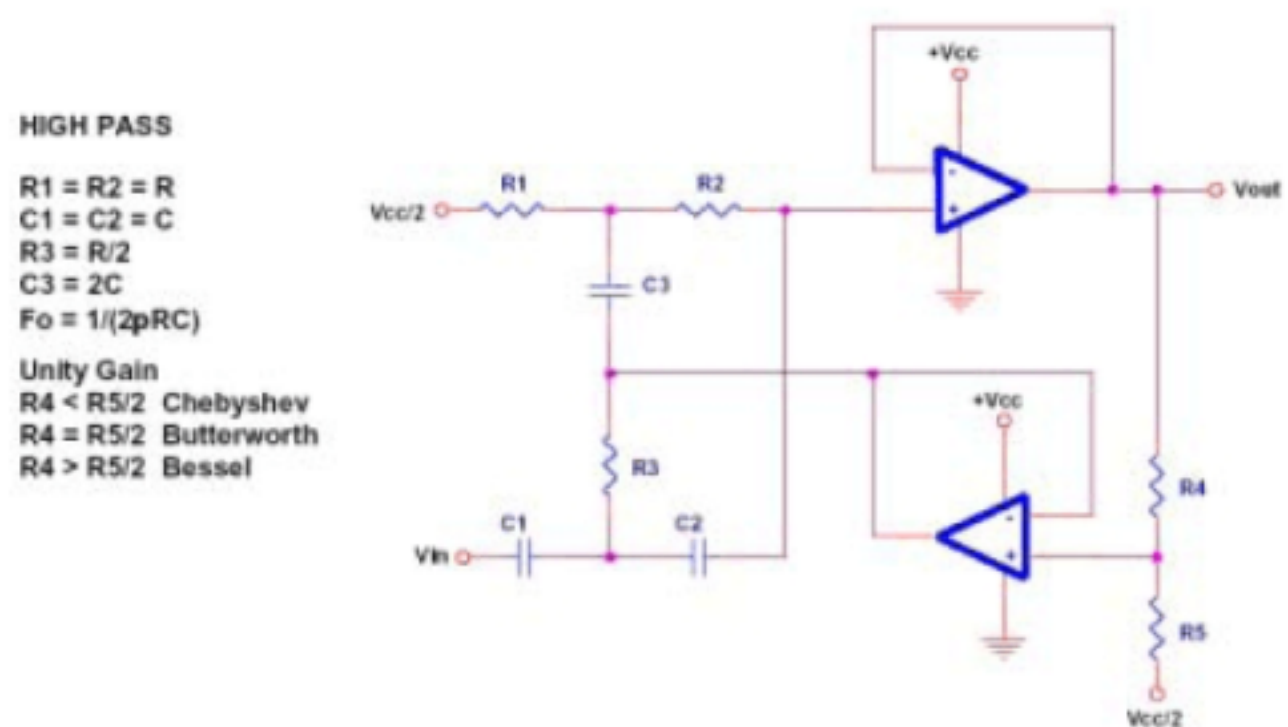 HIGH PASS
R1 = R2 = R
C1 = C2 = C
R3 = R/2
C3 = 2C
Fo = 1/(2pRC)
Unity Gain
R4 < R5/2 Chebyshev
R4 = R5/2 Butterworth
R4 > R5/2 Bessel
+Vcc
-
+
Vout
R1
R2
Vcc/2
C3
+Vcc
R3
-
+
R4
C1
C2
Vin
R5
Vcc/2